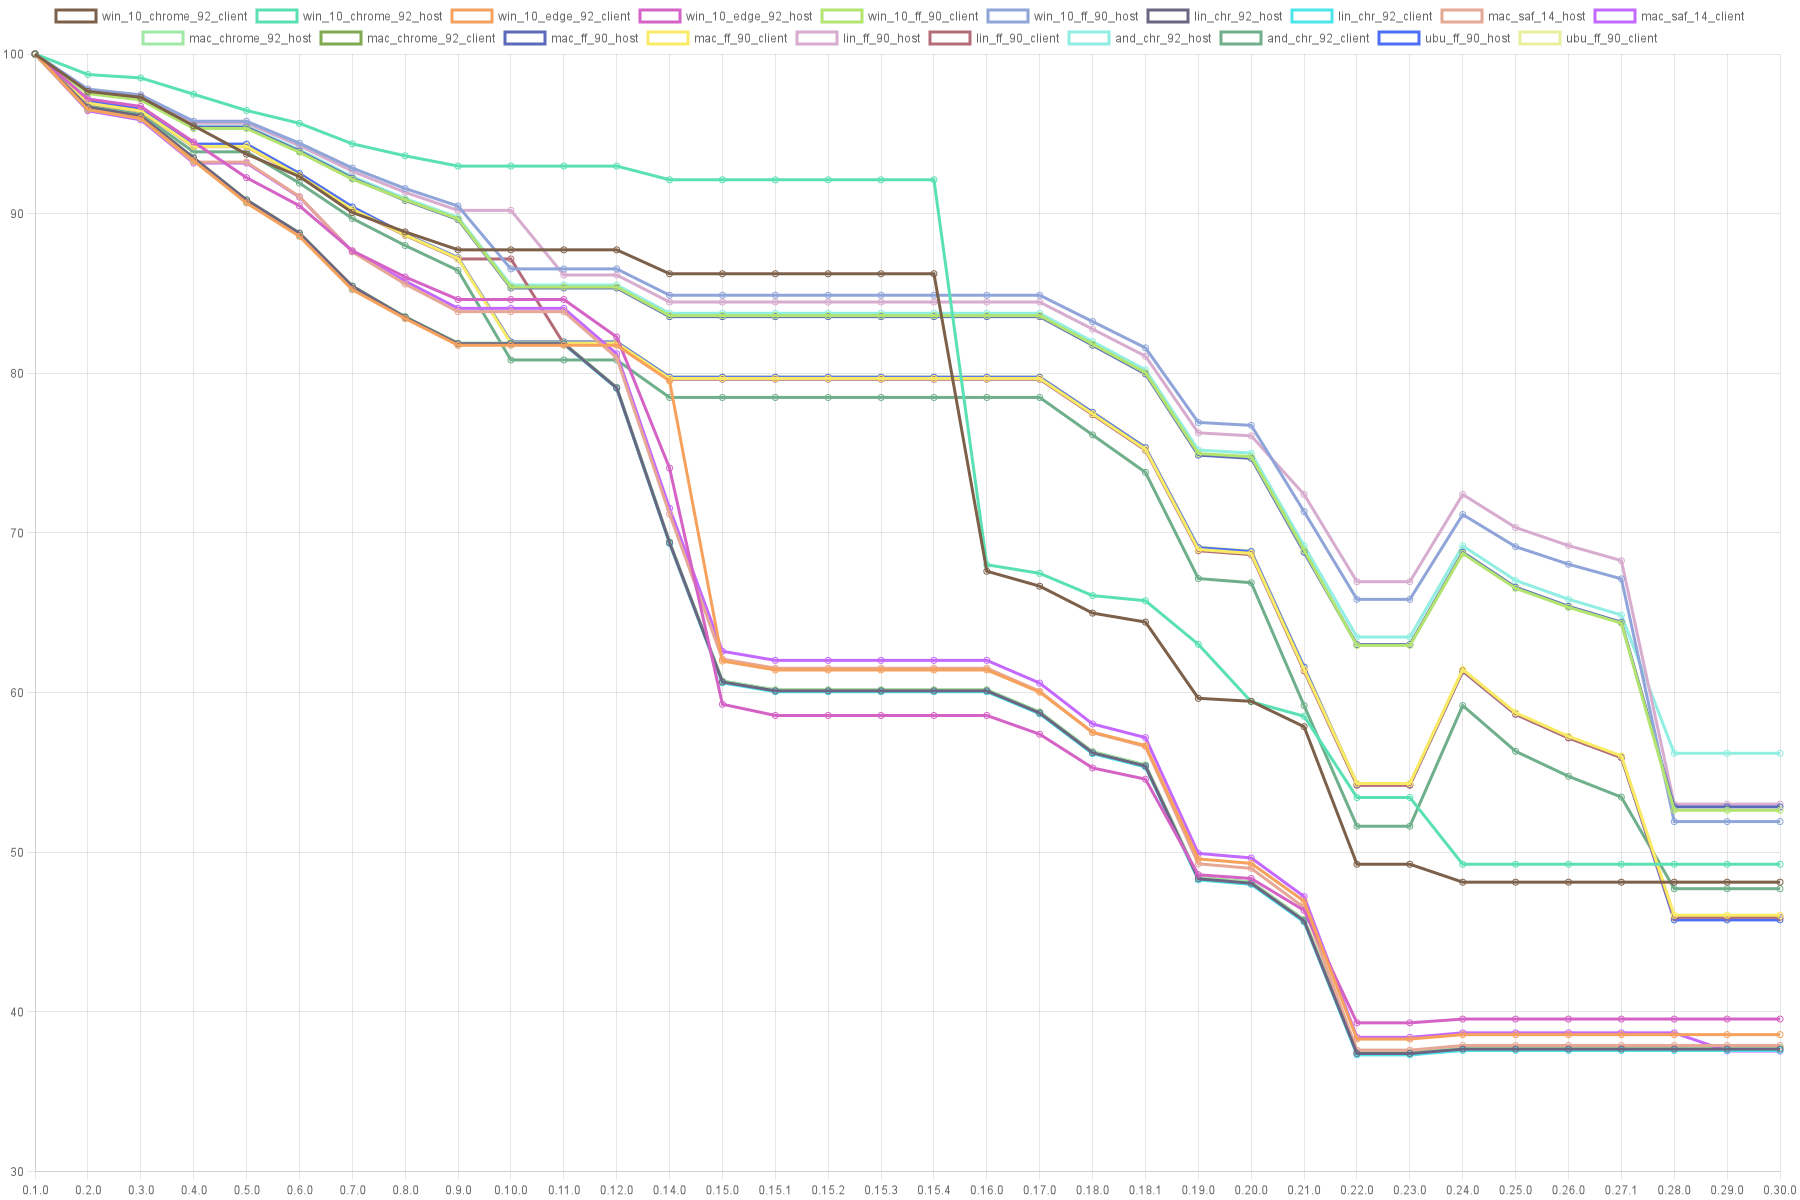 win_10_chrome_92_client win_10_chrome_92_host win_10_edge_92_client win_10_edge_92_host win_10_ff_90_client win_10_ff_90_host lin_chr_92_host lin_chr_92_client mac_saf_14_host mac_saf_14_client
mac_chrome_92_host mac_chrome_92_client mac_ff_90_host mac_ff_90_client lin_ff_90_host lin_ff_90_client and_chr_92_host and_chr_92_client ubu_ff_90_host ubu_ff_90_client
100
90
80
70
60
50
40
30
0.1.0 0.2.0 0.3.0 0.4.0 0.5.0 0.6.0 0.7.0 0.8.0 0.9.0 0.10.0 0.11.0 0.12.0 0.14.0 0.15.0 0.15.1 0.15.2 0.15.3 0.15.4 0.16.0 0.17.0 0.18.0 0.18.1 0.19.0 0.20.0 0.21.0 0.22.0 0.23.0 0.24.0 0.25.0 0.26.0 0.27.1 0.28.0 0.29.0 0.30.0